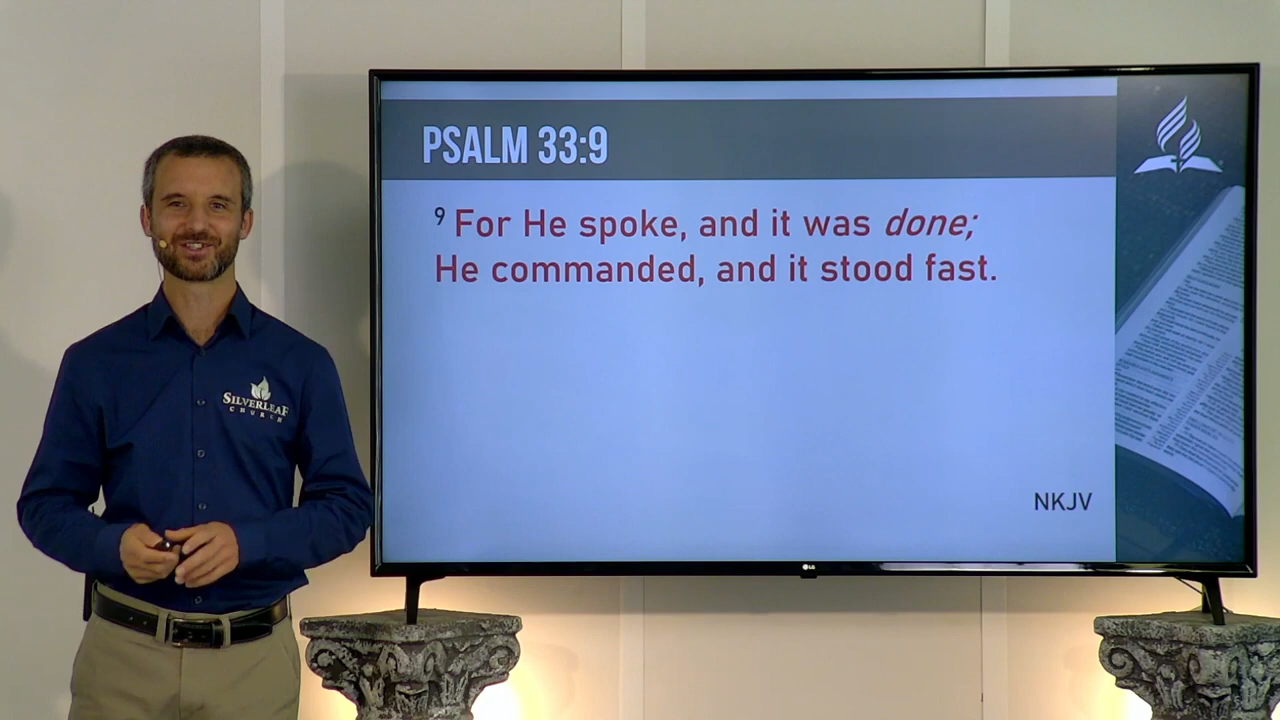 PSALM 33:9
9 For He spoke, and it was done;
He commanded, and it stood fast.
NKJV
SILVERLEAF
CHURCH
LG